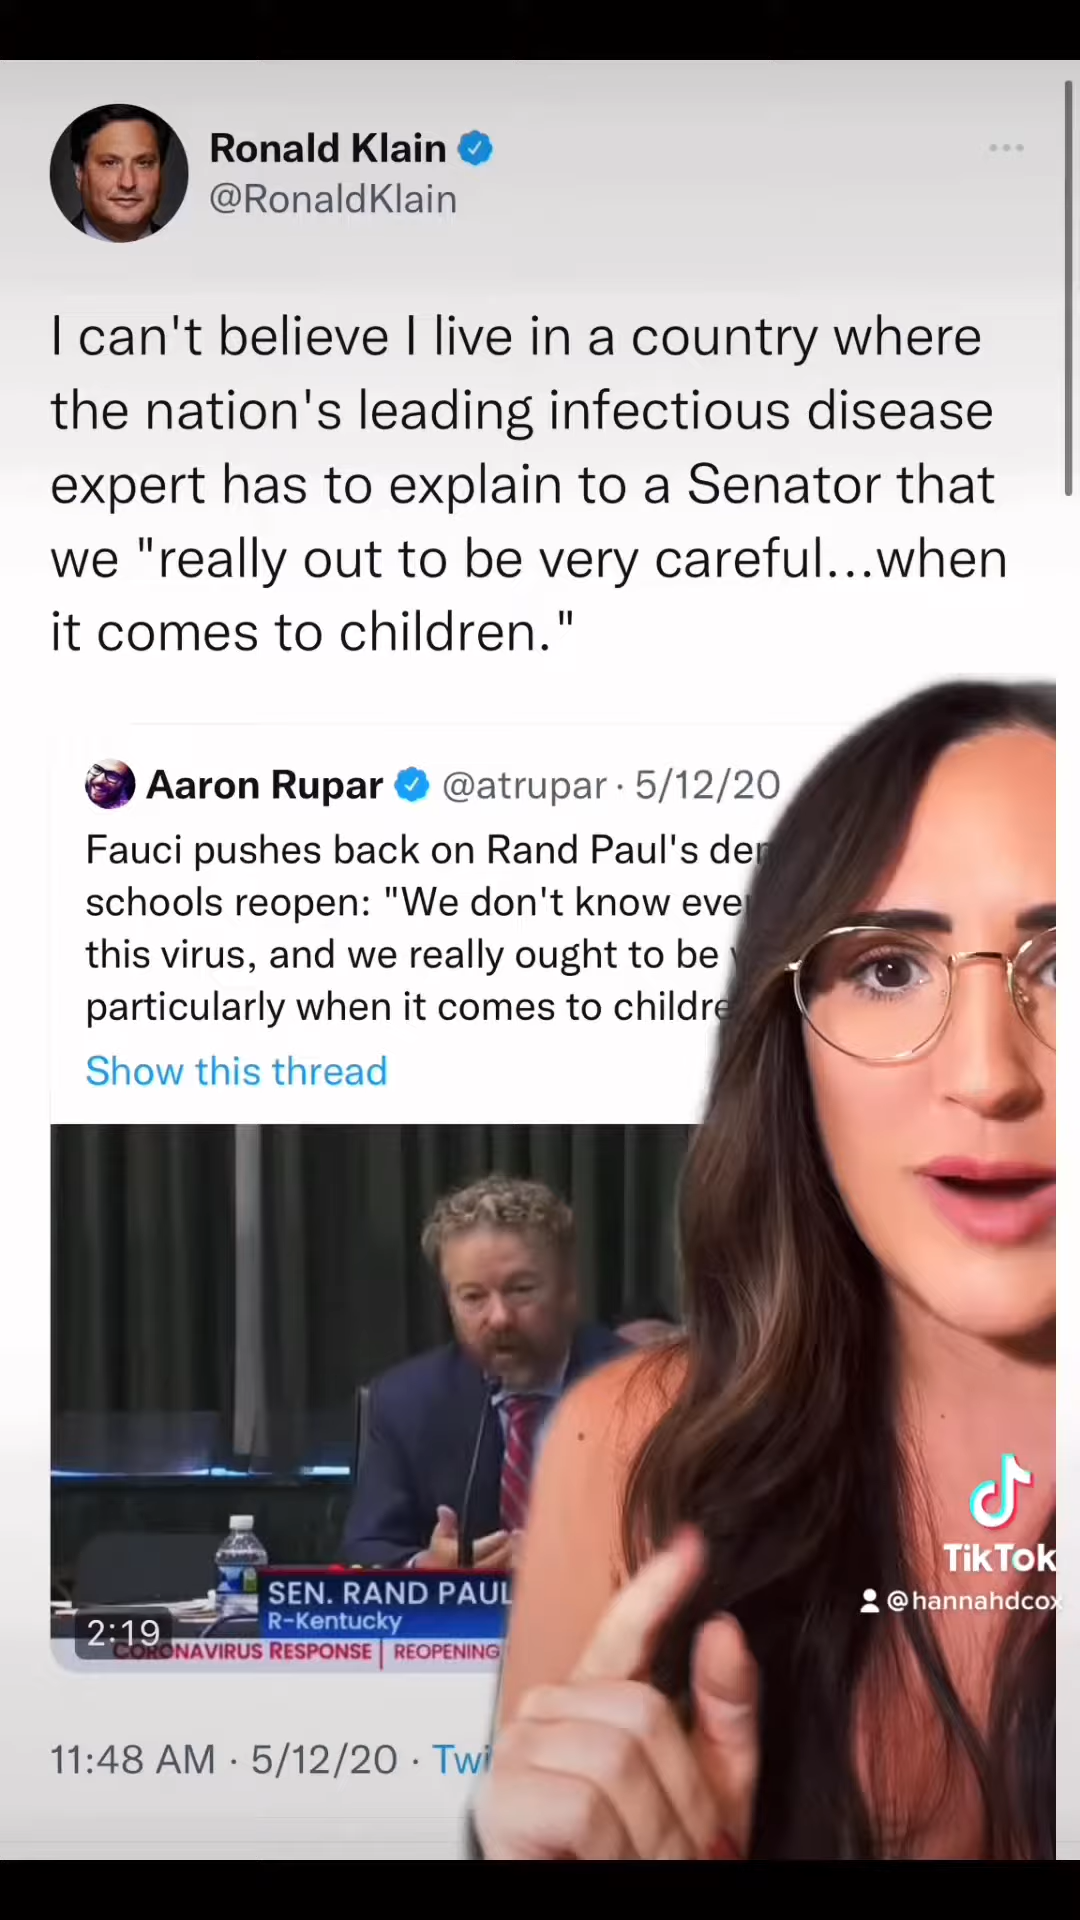 Ronald Klain
@RonaldKlain
I can't believe I live in a country where
the nation's leading infectious disease
expert has to explain to a Senator that
we "really out to be very careful...when
it comes to children."
Aaron Rupar @atrupar · 5/12/20
Fauci pushes back on Rand Paul's
schools reopen: "We don't know
this virus, and we really ought to be
particularly when it comes to
Show this thread
SEN. RAND PAUL
R-Kentucky
2:19
CORONAVIRUS RESPONSE | REOPENING
TikTok
@hannahdcox
11:48 AM · 5/12/20 ·